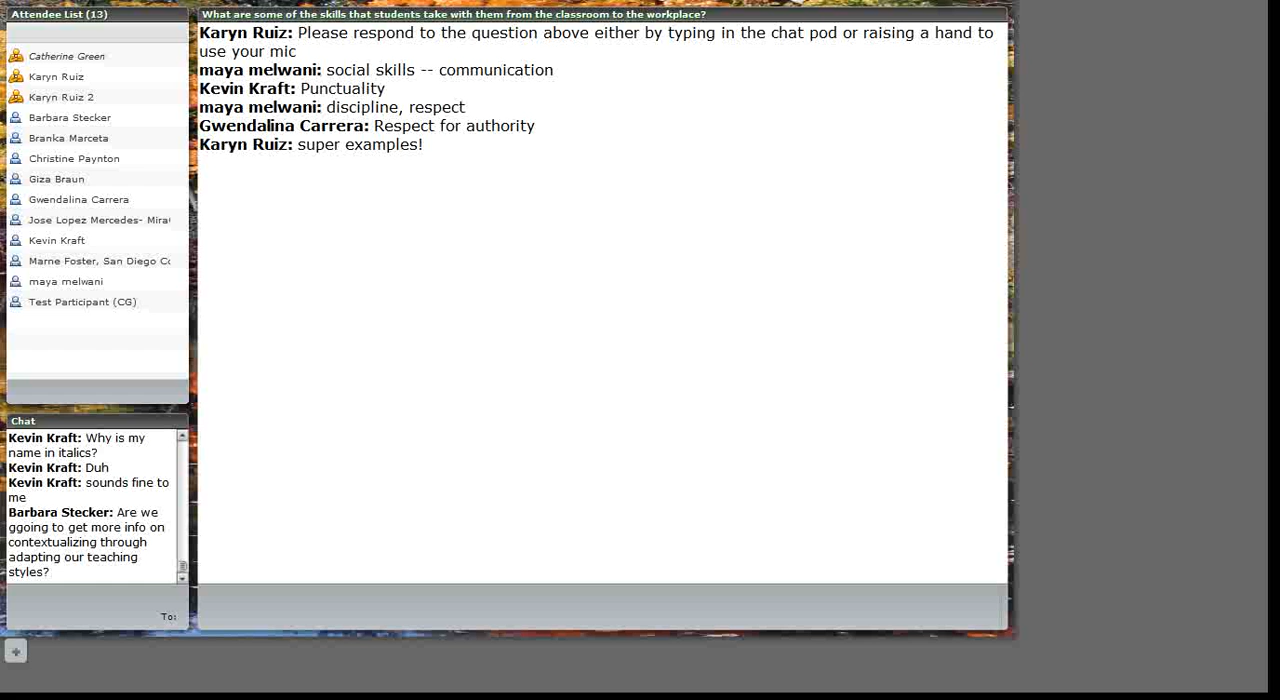 Attendee List (13)
Catherine Green
Karyn Ruiz
Karyn Ruiz 2
Barbara Stecker
Branka Marceta
Christine Paynton
Giza Braun
Gwendalina Carrera
Jose Lopez Mercedes- Mira
Kevin Kraft
Marne Foster, San Diego Co
maya melwani
Test Participant (CG)
Chat
Kevin Kraft: Why is my
name in italics?
Kevin Kraft: Duh
Kevin Kraft: sounds fine to
me
Barbara Stecker: Are we
ggoing to get more info on
contextualizing through
adapting our teaching
styles?
To:
What are some of the skills that students take with them from the classroom to the workplace?
Karyn Ruiz: Please respond to the question above either by typing in the chat pod or raising a hand to
use your mic
maya melwani: social skills -- communication
Kevin Kraft: Punctuality
maya melwani: discipline, respect
Gwendalina Carrera: Respect for authority
Karyn Ruiz: super examples!